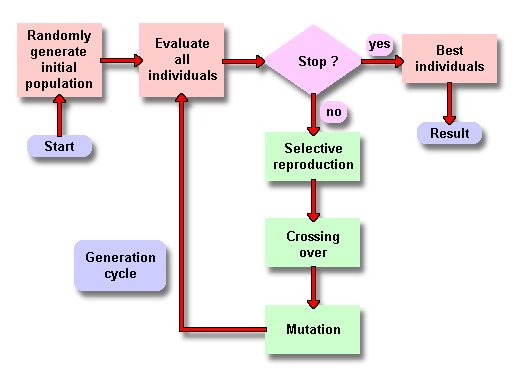 Randomly
generate
initial
population
Start
Evaluate
all
individuals
Stop ?
yes
Best
individuals
Result
no
Selective
reproduction
Crossing
over
Mutation
Generation
cycle